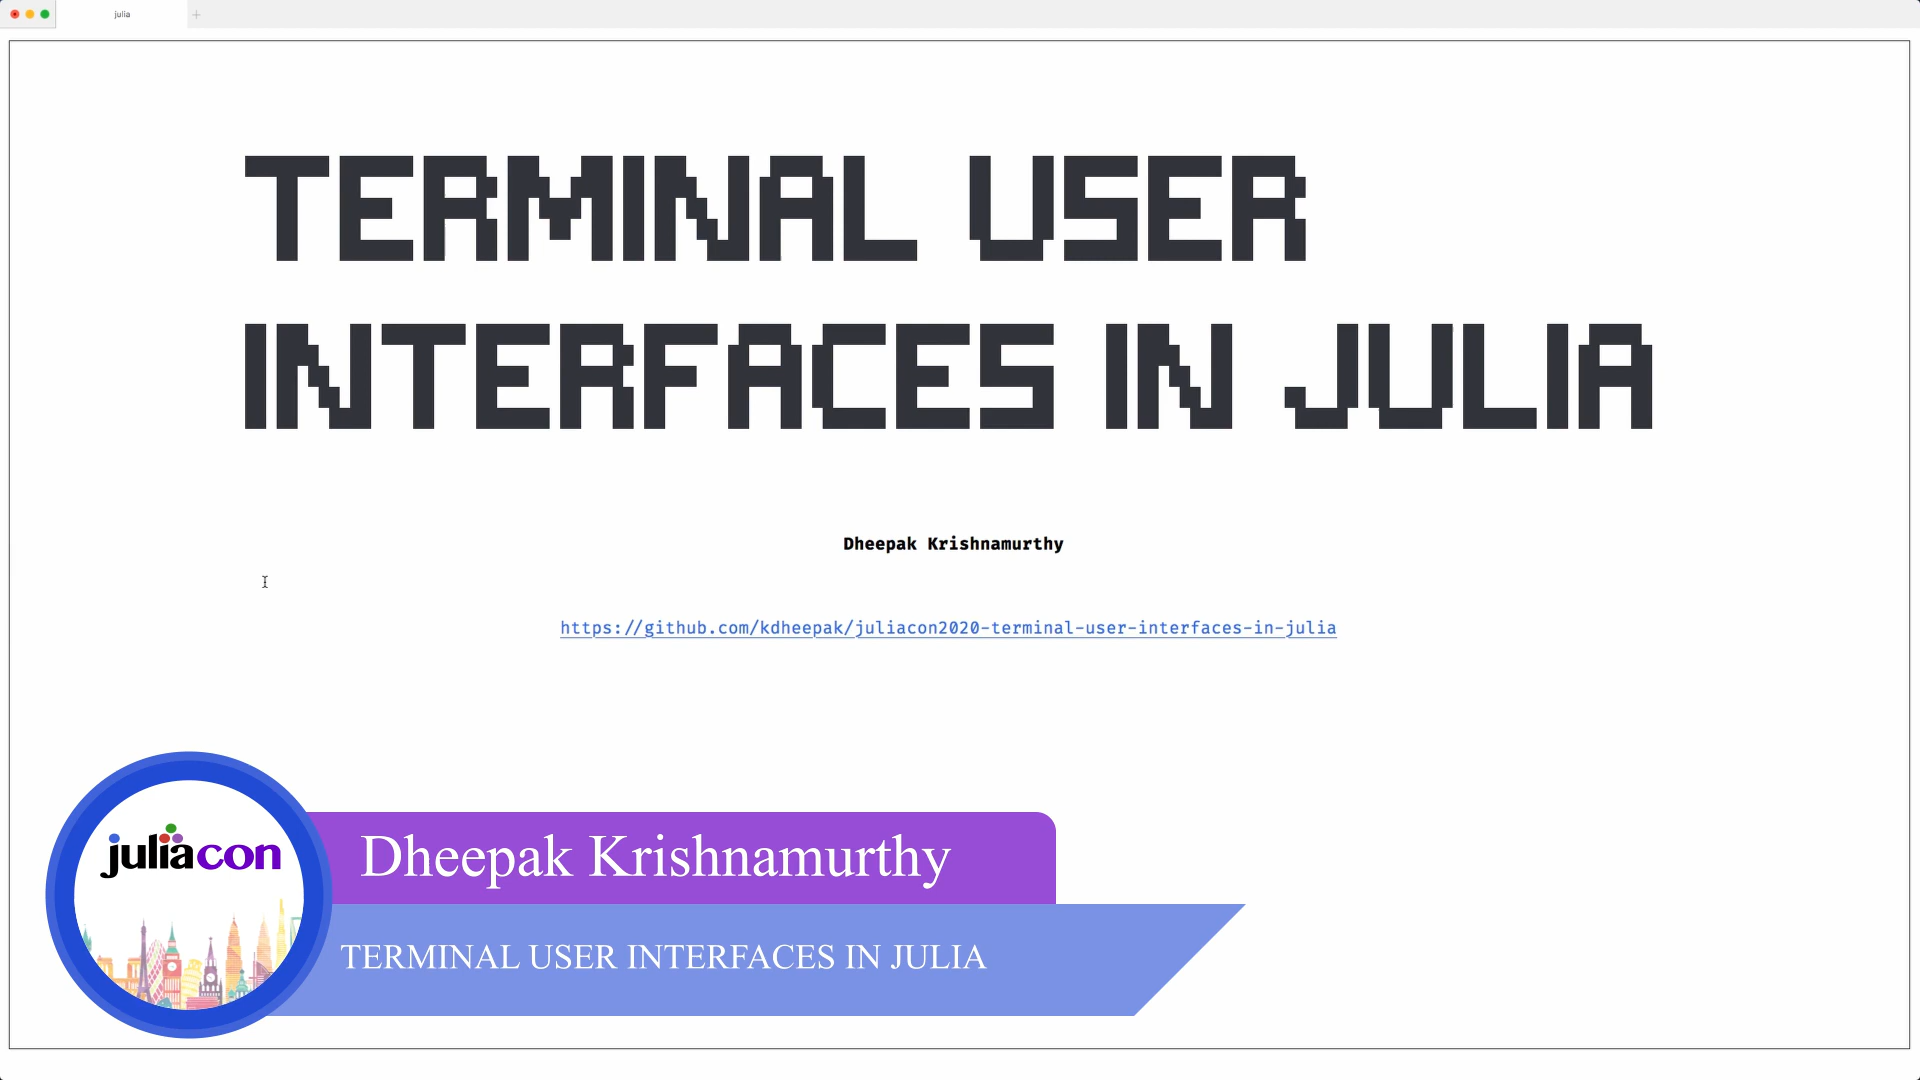 julia
TERMINAL USER
INTERFACES IN JULIA
Dheepak Krishnamurthy
https://github.com/kdheepak/juliacon2020-terminal-user-interfaces-in-julia
juliacon
Dheepak Krishnamurthy
TERMINAL USER INTERFACES IN JULIA